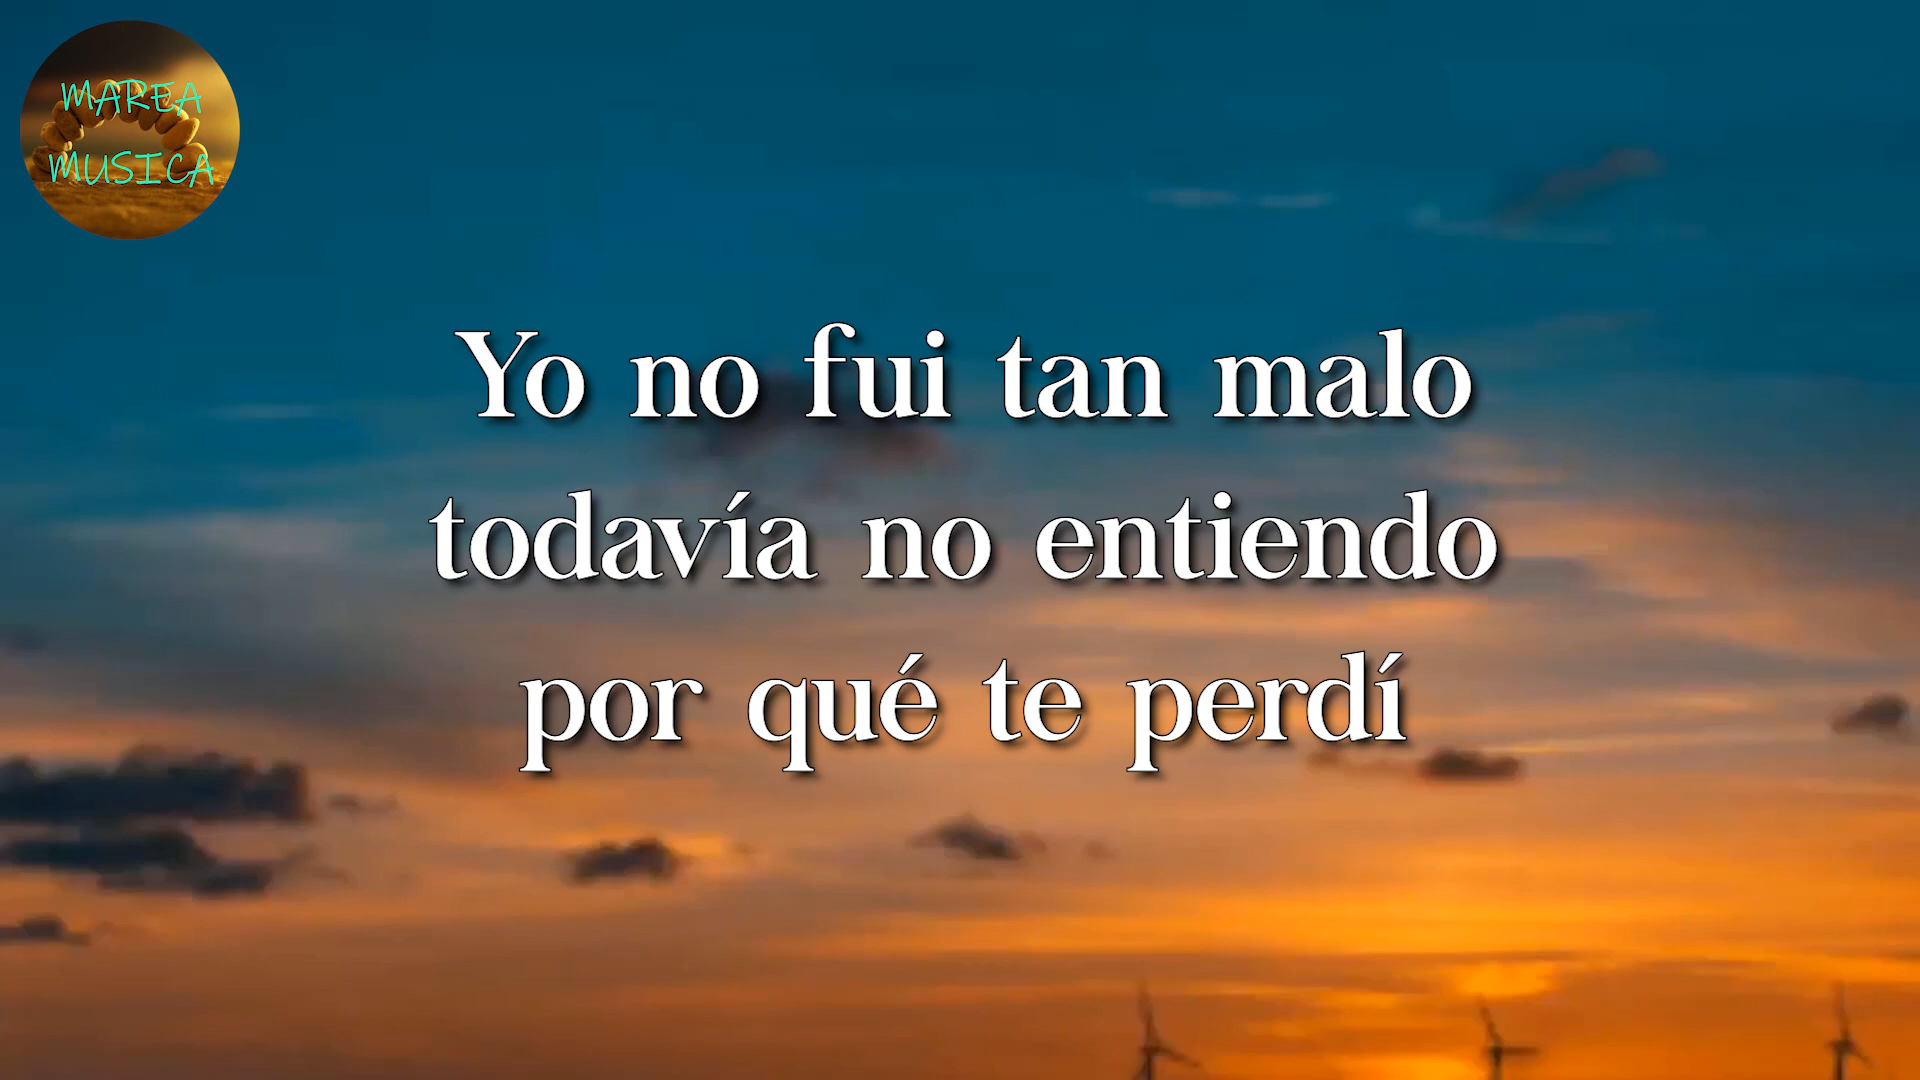 MAREA
MUSICA
Yo no fui tan malo
todavía no entiendo
por qué te perdí